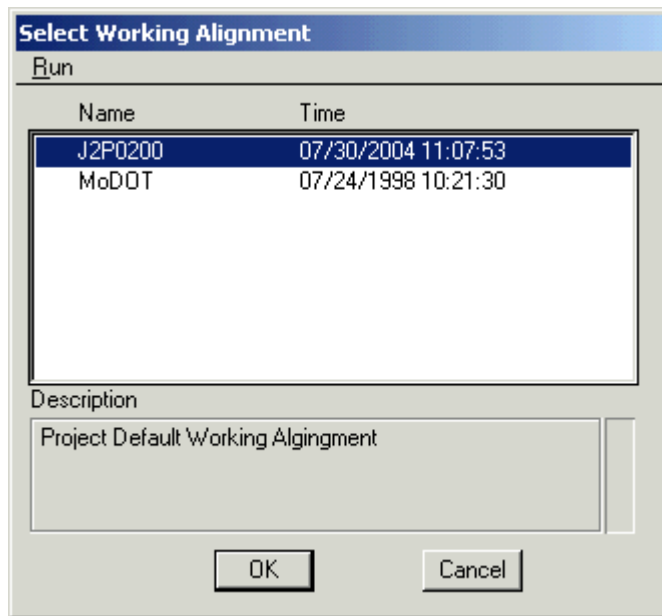 Select Working Alignment
Run
Name Time
J2P0200 07/30/2004 11:07:53
MoDOT 07/24/1998 10:21:30
Description
Project Default Working Algingment
OK Cancel